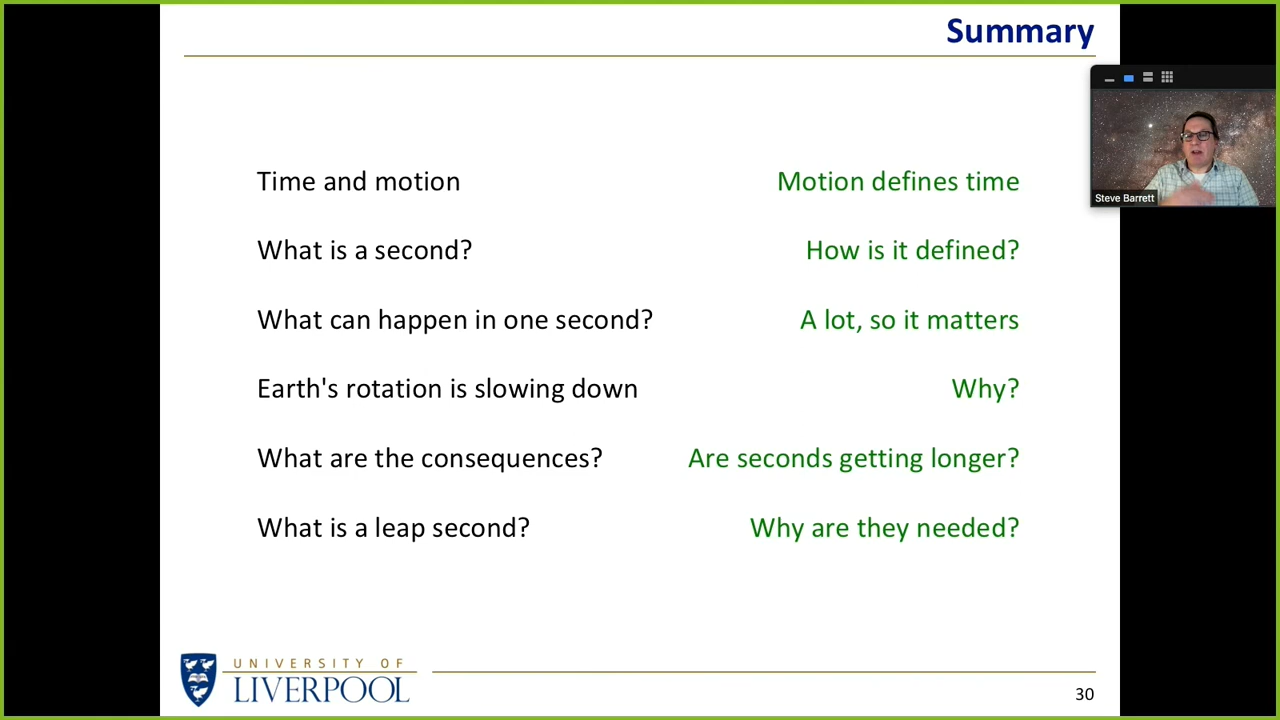 Summary
Time and motion
Motion defines time
What is a second?
How is it defined?
What can happen in one second?
A lot, so it matters
Earth's rotation is slowing down
Why?
What are the consequences?
Are seconds getting longer?
What is a leap second?
Why are they needed?
Steve Barrett
UNIVERSITY OF
LIVERPOOL
30